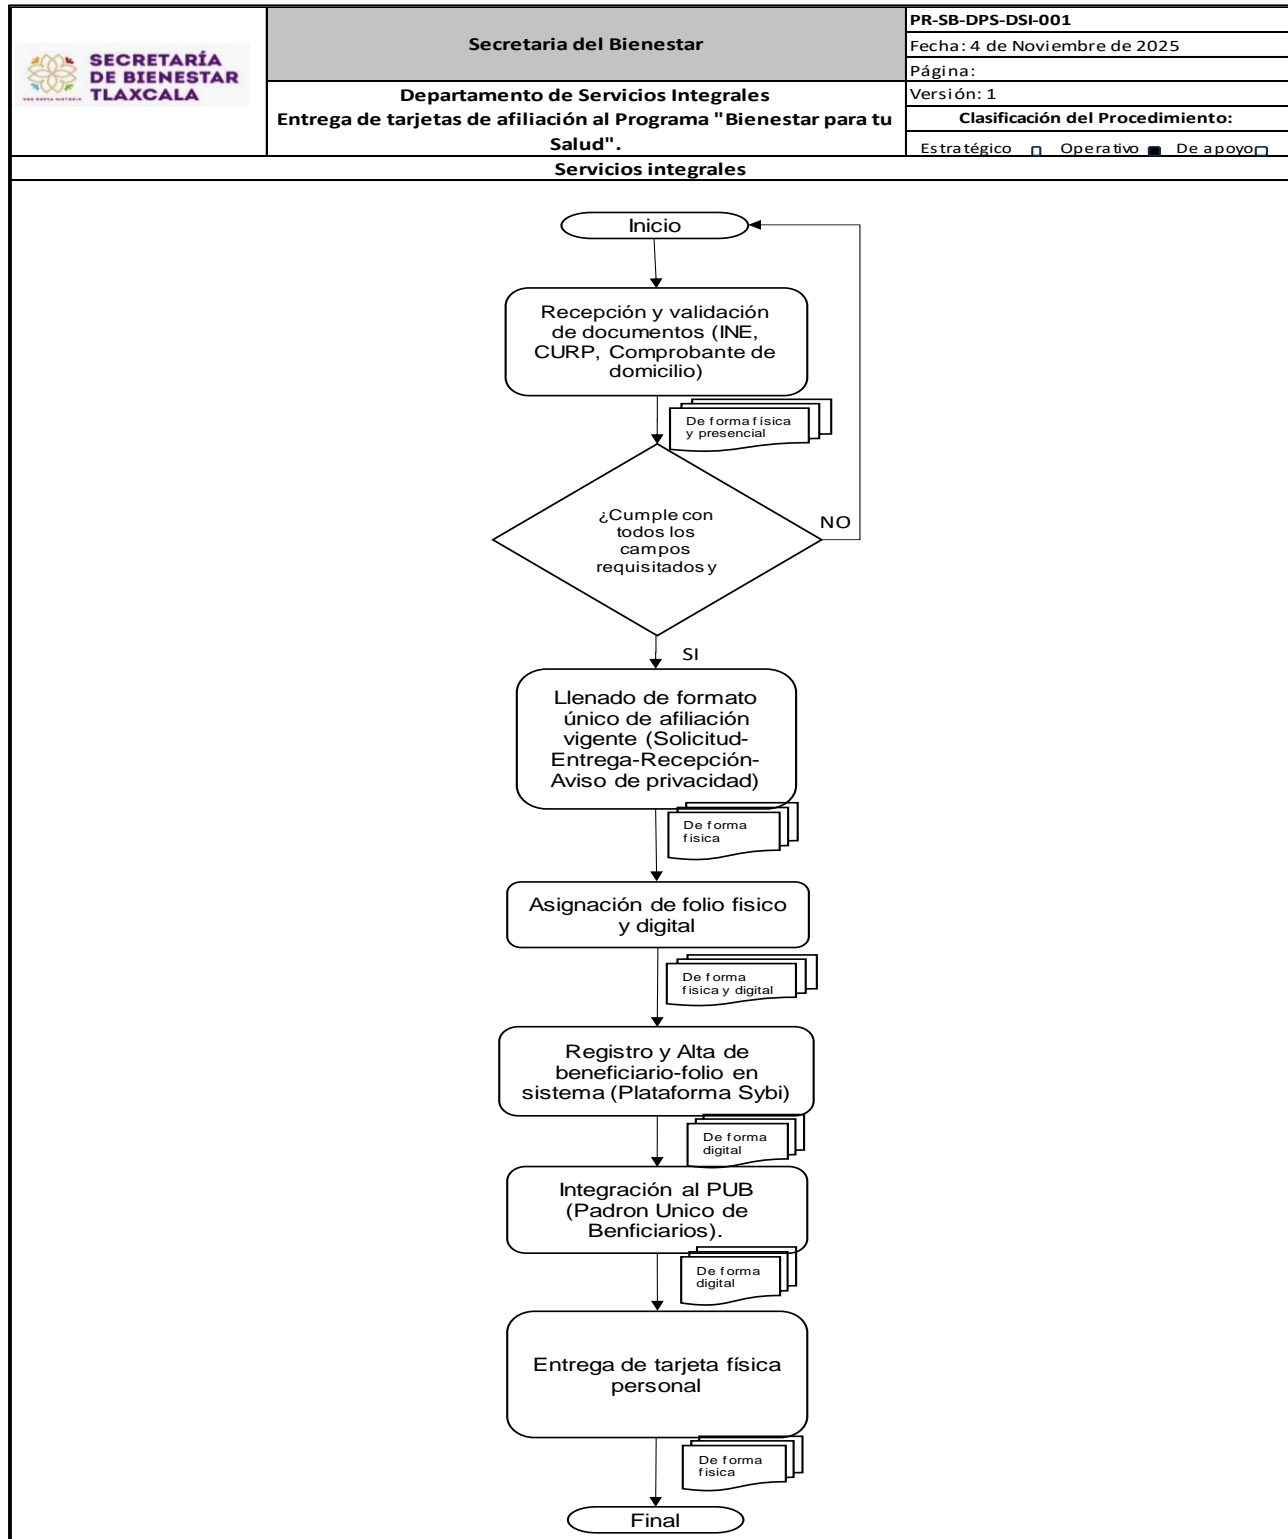 SECRETARÍA
DE BIENESTAR
TLAXCALA
UNA NUEVA HISTORIA
Secretaria del Bienestar
Departamento de Servicios Integrales
Entrega de tarjetas de afiliación al Programa "Bienestar para tu
Salud".
PR-SB-DPS-DSI-001
Fecha: 4 de Noviembre de 2025
Página:
Versión: 1
Clasificación del Procedimiento:
Estratégico Operativo De apoyo
Servicios integrales
Inicio
Recepción y validación
de documentos (INE,
CURP, Comprobante de
domicilio)
De forma física
y presencial
¿Cumple con
todos los
campos
requisitados y
NO
SI
Llenado de formato
único de afiliación
vigente (Solicitud-
Entrega-Recepción-
Aviso de privacidad)
De forma
fisica
Asignación de folio fisico
y digital
De forma
fisica y digital
Registro y Alta de
beneficiario-folio en
sistema (Plataforma Sybi)
De forma
digital
Integración al PUB
(Padron Unico de
Benficiarios).
De forma
digital
Entrega de tarjeta física
personal
De forma
fisica
Final